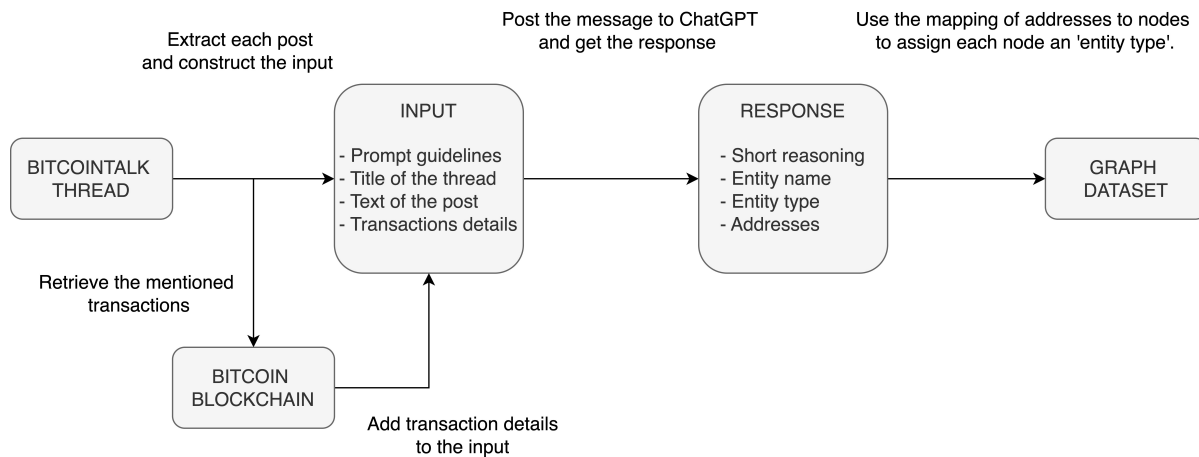 Extract each post
and construct the input
Post the message to ChatGPT
and get the response
Use the mapping of addresses to nodes
to assign each node an 'entity type'.
BITCOINTALK
THREAD
INPUT
- Prompt guidelines
- Title of the thread
- Text of the post
- Transactions details
RESPONSE
- Short reasoning
- Entity name
- Entity type
- Addresses
GRAPH
DATASET
Retrieve the mentioned
transactions
BITCOIN
BLOCKCHAIN
Add transaction details
to the input